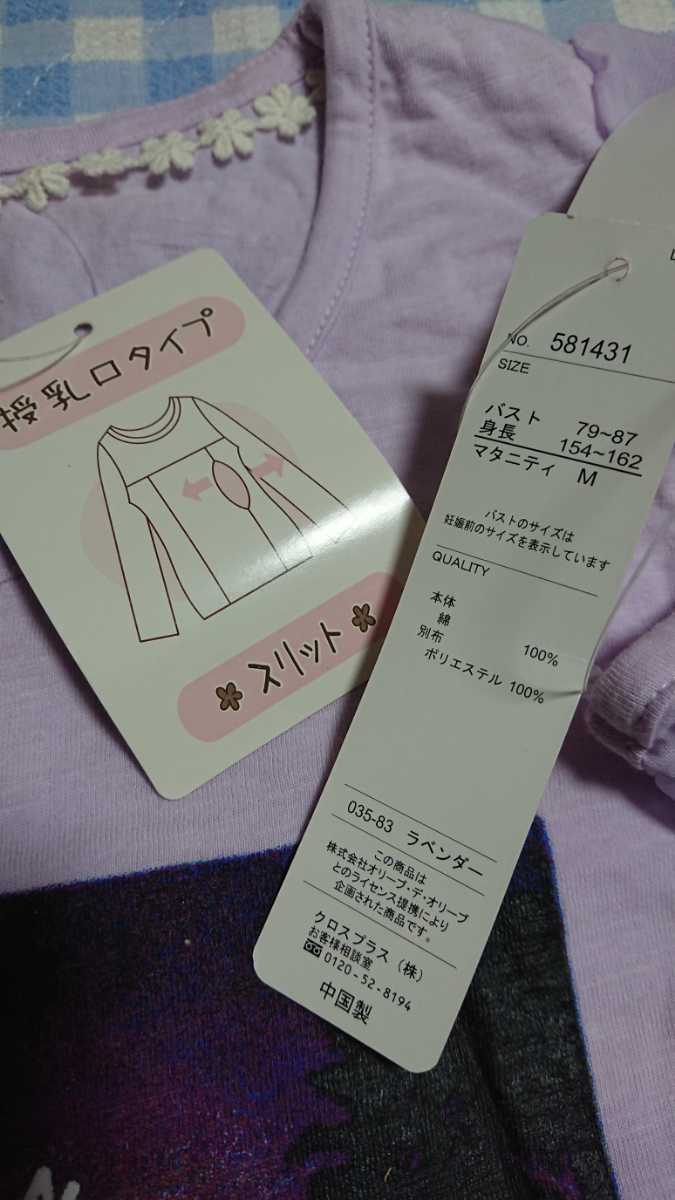 授乳口タイプ
スリット
NO. 581431
SIZE
バスト 79~87
身長 154~162
マタニティ M
バストのサイズは
妊娠前のサイズを表示しています
QUALITY
本体
綿 100%
別布
ポリエステル 100%
035-83 ラベンダー
この商品は
株式会社オリーブ・デ・オリーブ
とのライセンス提携により
企画された商品です。
クロスプラス(株)
お客様相談室
0120-52-8194
中国製